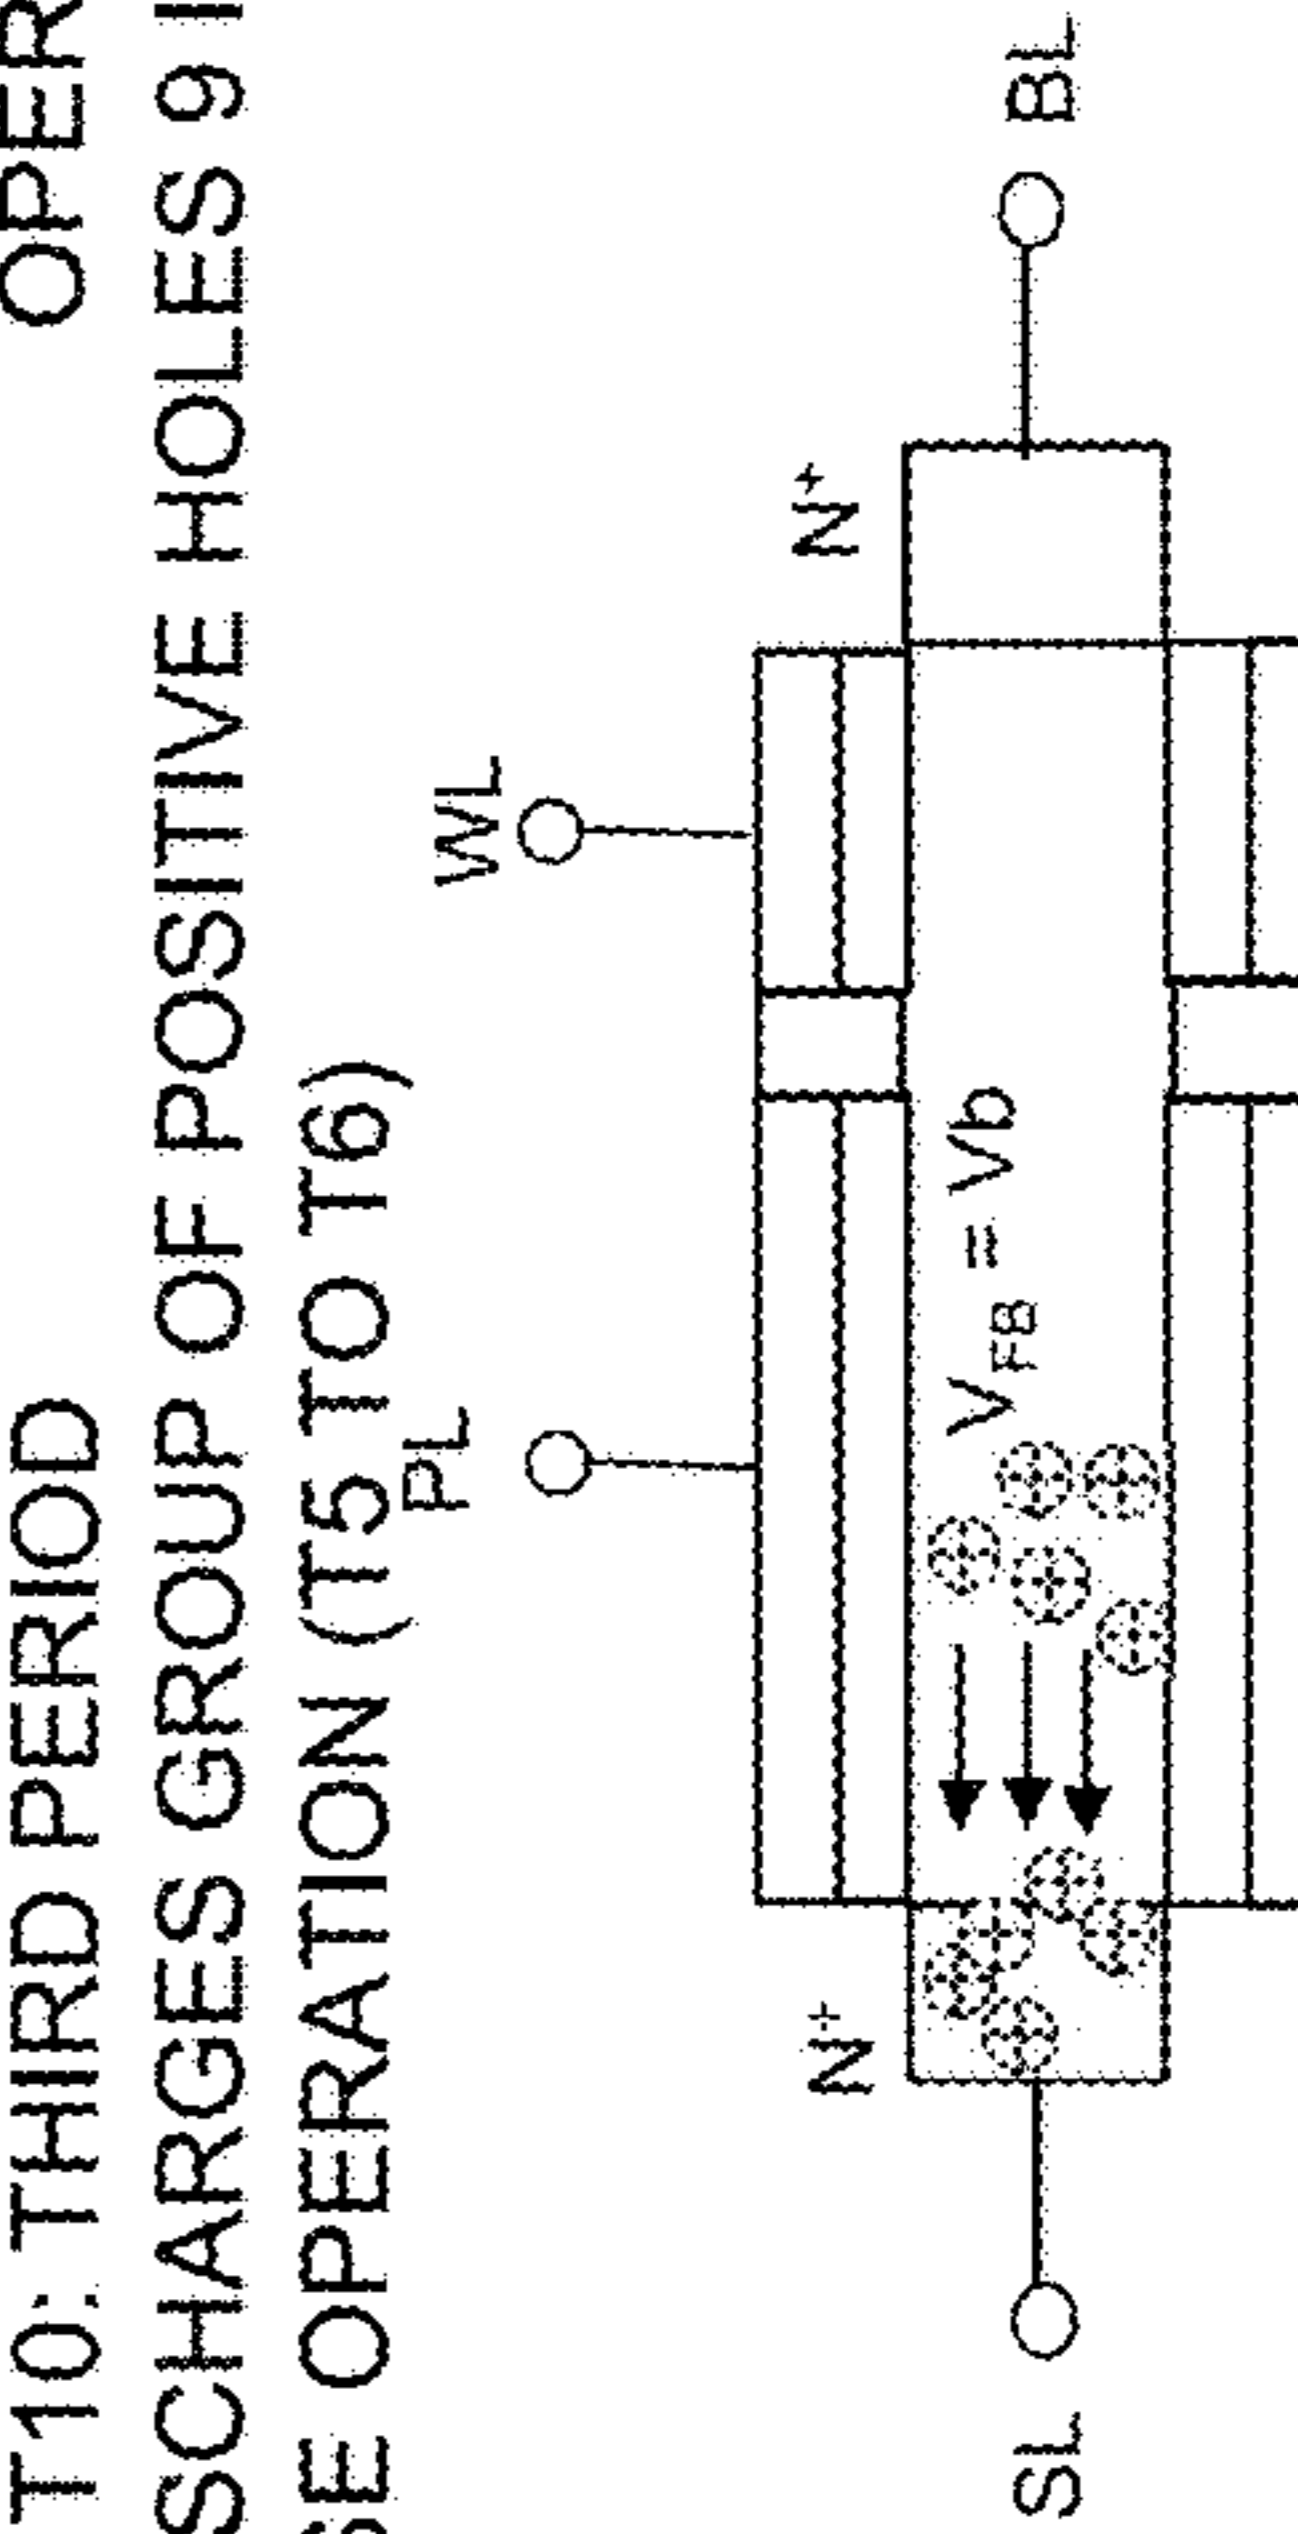 T10: THIRD PERIOD
OPER
SCHARGES GROUP OF POSITIVE HOLES 9 I
SE OPERATION (T5 TO T6)
PL
WL
N+
N+
VFB = Vb
SL
BL